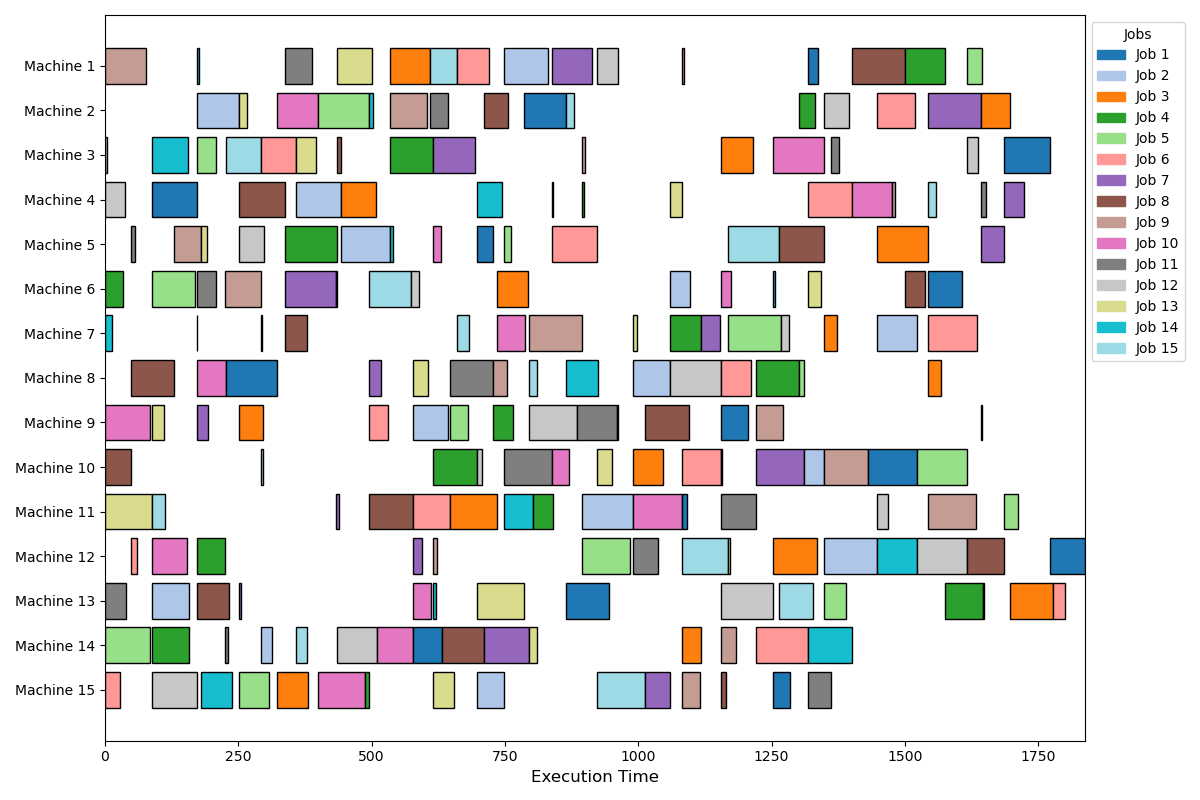 Machine 1
Machine 2
Machine 3
Machine 4
Machine 5
Machine 6
Machine 7
Machine 8
Machine 9
Machine 10
Machine 11
Machine 12
Machine 13
Machine 14
Machine 15
0 250 500 750 1000 1250 1500 1750
Execution Time
Jobs
Job 1
Job 2
Job 3
Job 4
Job 5
Job 6
Job 7
Job 8
Job 9
Job 10
Job 11
Job 12
Job 13
Job 14
Job 15